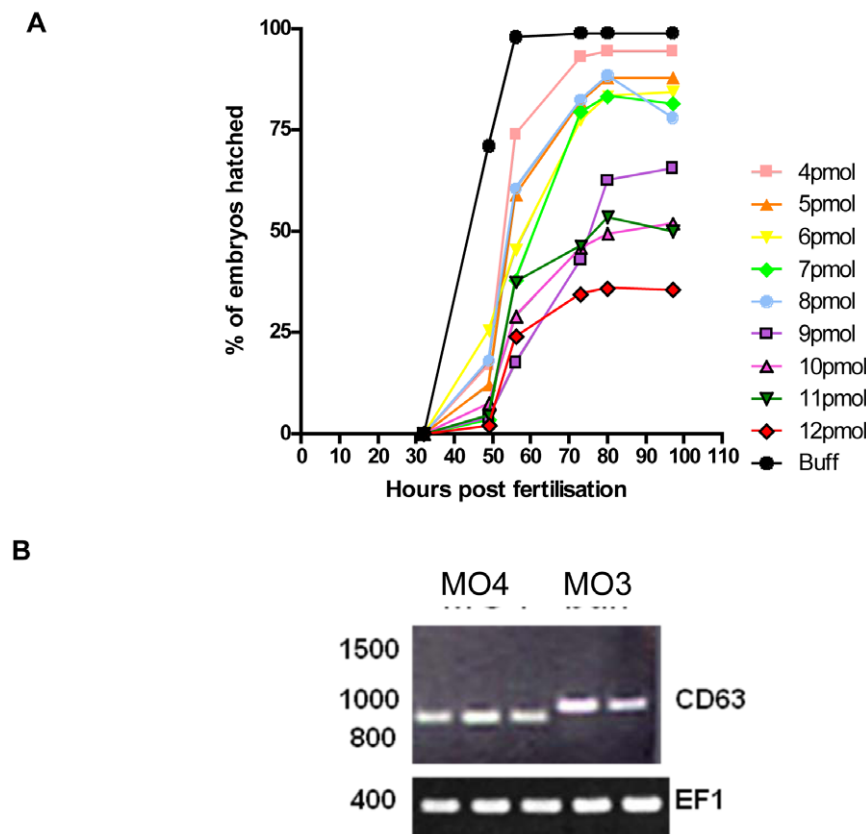 A
% of embryos hatched
100
75
50
25
0
0 10 20 30 40 50 60 70 80 90 100 110
Hours post fertilisation
4pmol
5pmol
6pmol
7pmol
8pmol
9pmol
10pmol
11pmol
12pmol
Buff
B
MO4 MO3
1500
1000 CD63
800
400 EF1